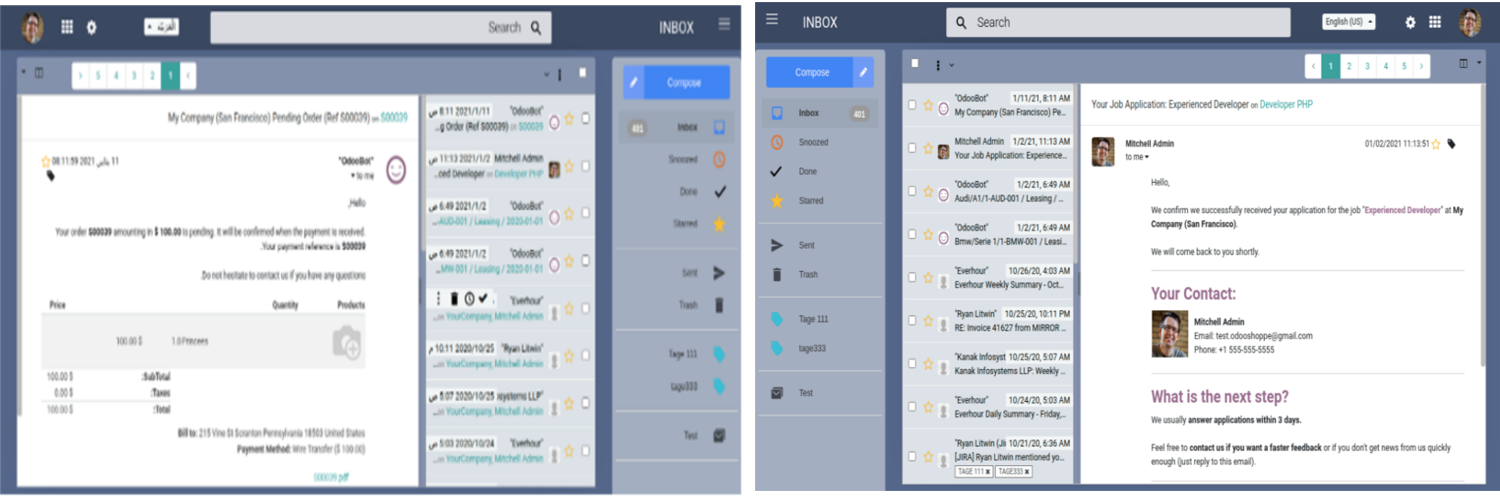 العَرَبيَّة
Search
INBOX
5 4 3 2 1
Compose
My Company (San Francisco) Pending Order (Ref S00039) on S00039
11 يناير 2021 08:11:59
"OdooBot"
to me
Hello,
Your order S00039 amounting in $ 100.00 is pending. It will be confirmed when the payment is received.
Your payment reference is S00039.
Do not hesitate to contact us if you have any questions.
Price Quantity Products
100.00 $ 1.0 Princees
100.00 $ SubTotal:
0.00 $ Taxes:
100.00 $ Total:
Bill to: 215 Vine St Scranton Pennsylvania 18503 United States
Payment Method: Wire Transfer ($ 100.00)
S00039.pdf
8:11 2021/1/11 ص "OdooBot"
...g Order (Ref S00039) on S00039
11:13 2021/1/2 ص Mitchell Admin
...ced Developer on Developer PHP
6:49 2021/1/2 ص "OdooBot"
...AUD-001 / Leasing / 2020-01-01
6:49 2021/1/2 ص "OdooBot"
...MW-001 / Leasing / 2020-01-01
"Everhour"
...on YourCompany, Mitchell Admin
10:11 2020/10/25 م "Ryan Litwin"
...on YourCompany, Mitchell Admin
5:07 2020/10/25 ص osystems LLP"
...on YourCompany, Mitchell Admin
5:03 2020/10/24 ص "Everhour"
...on YourCompany, Mitchell Admin
401 Inbox
Snoozed
Done
Starred
Sent
Trash
Tage 111
tage333
Test
INBOX
Search
English (US)
Compose
Inbox 401
Snoozed
Done
Starred
Sent
Trash
Tage 111
tage333
Test
1 2 3 4 5
"OdooBot" 1/11/21, 8:11 AM
My Company (San Francisco) Pe...
Mitchell Admin 1/2/21, 11:13 AM
Your Job Application: Experience...
"OdooBot" 1/2/21, 6:49 AM
Audi/A1/1-AUD-001 / Leasing / ...
"OdooBot" 1/2/21, 6:49 AM
Bmw/Serie 1/1-BMW-001 / Leasi...
"Everhour" 10/26/20, 4:03 AM
Everhour Weekly Summary - Oct...
"Ryan Litwin" 10/25/20, 10:11 PM
RE: Invoice 41627 from MIRROR ...
"Kanak Infosyst 10/25/20, 5:07 AM
Kanak Infosystems LLP: Weekly ...
"Everhour" 10/24/20, 5:03 AM
Everhour Daily Summary - Friday,...
"Ryan Litwin (Ji 10/21/20, 6:36 AM
[JIRA] Ryan Litwin mentioned yo...
TAGE 111 x TAGE333 x
Your Job Application: Experienced Developer on Developer PHP
Mitchell Admin 01/02/2021 11:13:51
to me
Hello,
We confirm we successfully received your application for the job "Experienced Developer" at My
Company (San Francisco).
We will come back to you shortly.
Your Contact:
Mitchell Admin
Email: test.odooshoppe@gmail.com
Phone: +1 555-555-5555
What is the next step?
We usually answer applications within 3 days.
Feel free to contact us if you want a faster feedback or if you don't get news from us quickly
enough (just reply to this email).